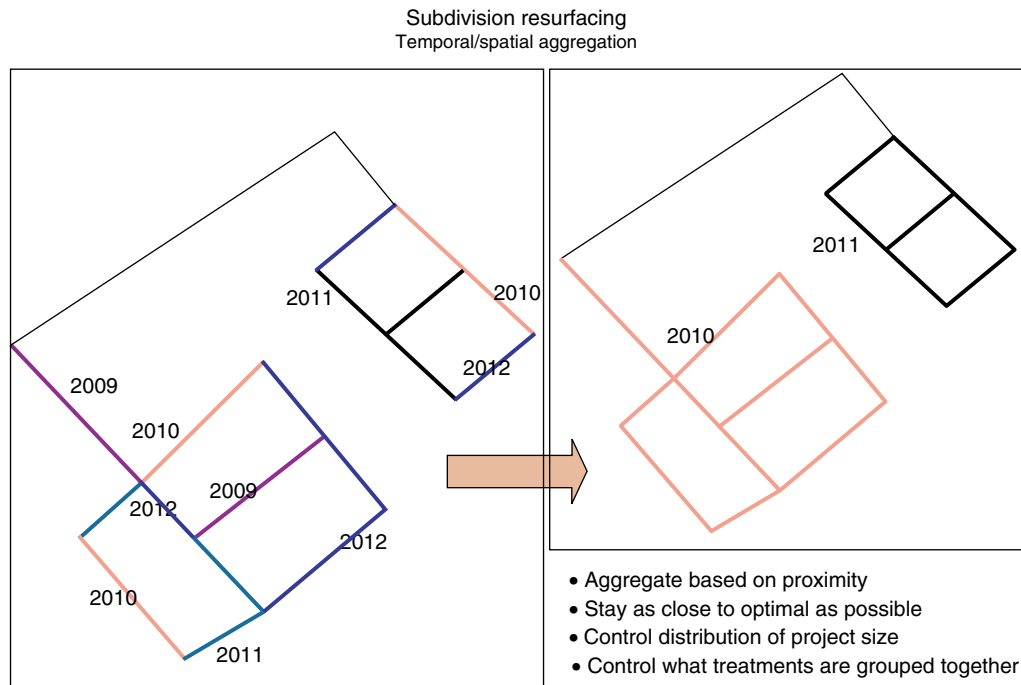 Subdivision resurfacing
Temporal/spatial aggregation
2011
2010
2012
2009
2010
2009
2012
2012
2010
2011
2011
2010
• Aggregate based on proximity
• Stay as close to optimal as possible
• Control distribution of project size
• Control what treatments are grouped together